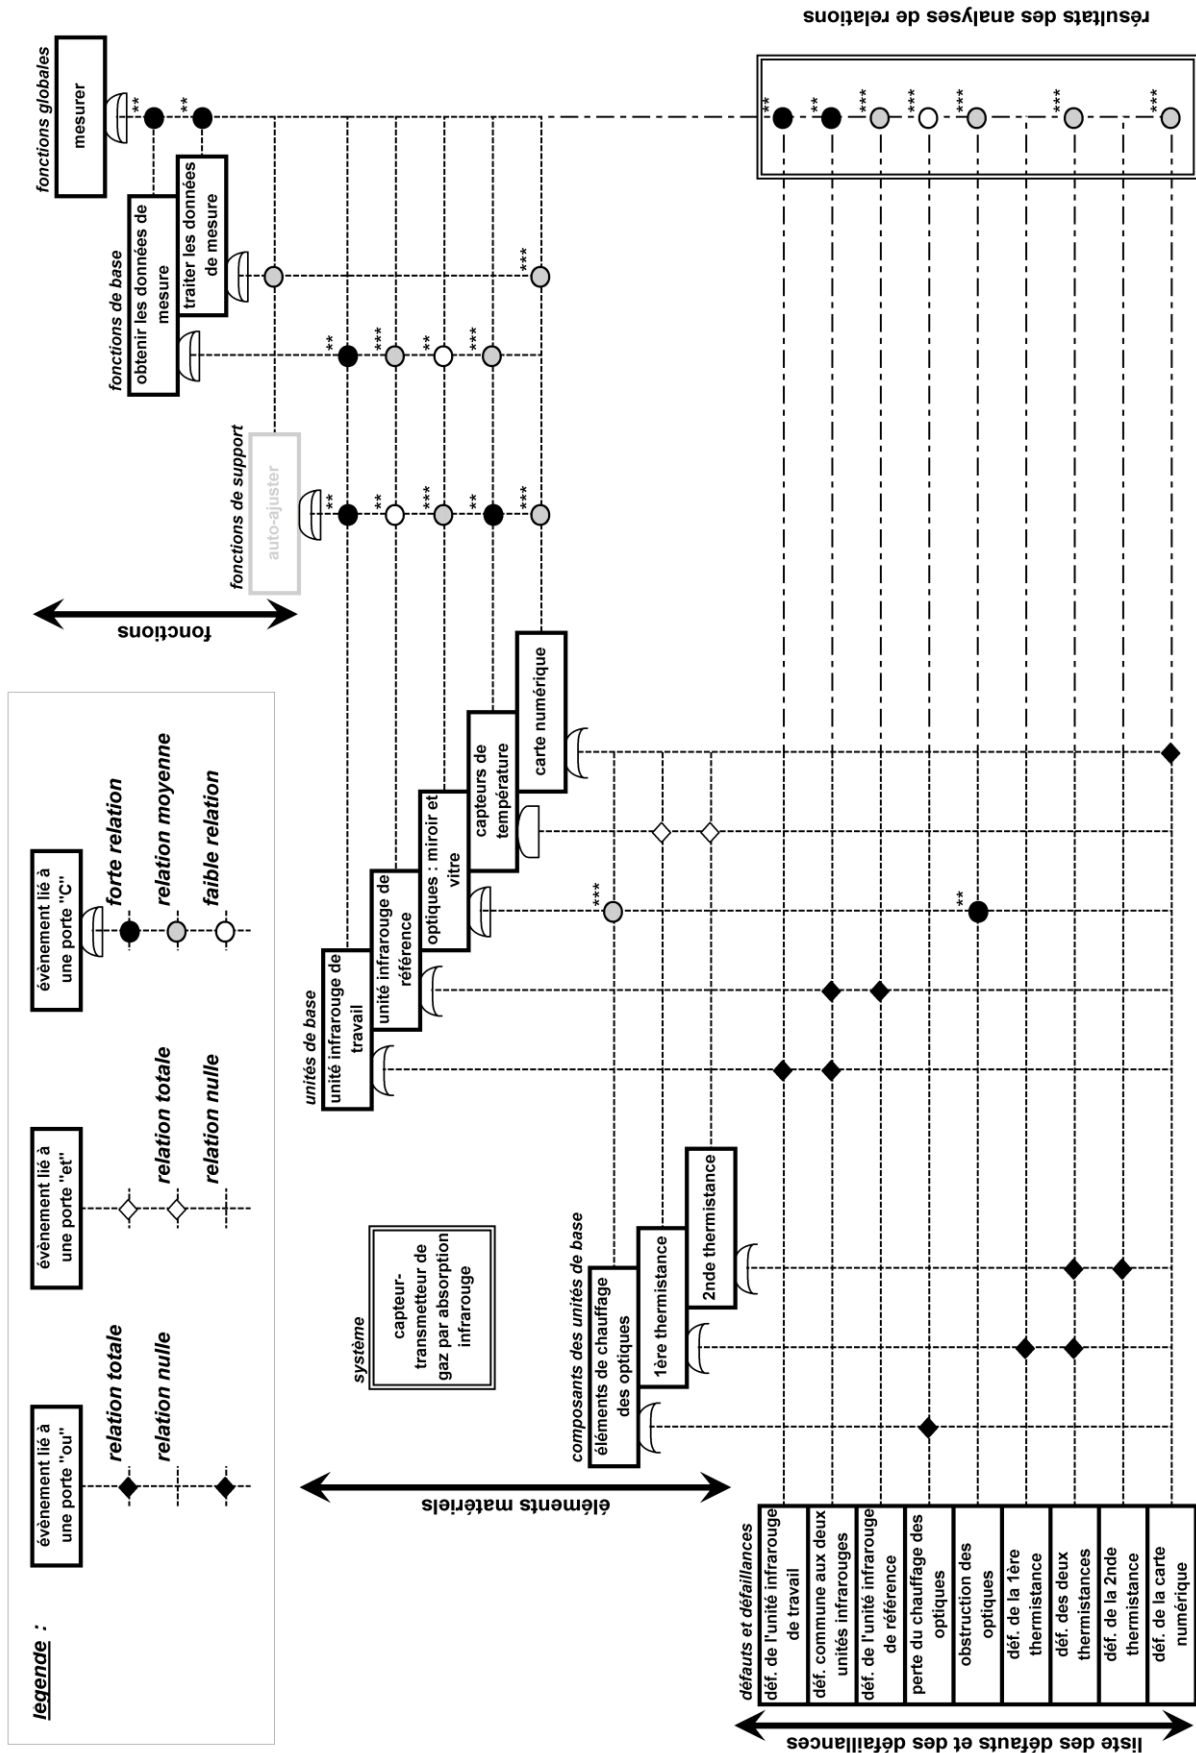 legende :
évènement lié à
une porte "ou"
relation totale
relation nulle
évènement lié à
une porte "et"
relation totale
relation nulle
évènement lié à
une porte "C"
forte relation
relation moyenne
faible relation
fonctions
fonctions globales
mesurer
**
**
fonctions de base
obtenir les données de
mesure
traiter les données
de mesure
fonctions de support
auto-ajuster
**
***
**
***
***
**
**
***
**
***
système
capteur-
transmetteur de
gaz par absorption
infrarouge
éléments matériels
unités de base
unité infrarouge de
travail
unité infrarouge de
référence
optiques : miroir et
vitre
capteurs de
température
carte numérique
composants des unités de base
éléments de chauffage
des optiques
1ère thermistance
2nde thermistance
***
**
liste des défauts et des défaillances
défauts et défaillances
déf. de l'unité infrarouge
de travail
déf. commune aux deux
unités infrarouges
déf. de l'unité infrarouge
de référence
perte du chauffage des
optiques
obstruction des
optiques
déf. de la 1ère
thermistance
déf. des deux
thermistances
déf. de la 2nde
thermistance
déf. de la carte
numérique
**
**
***
***
***
***
***
résultats des analyses de relations